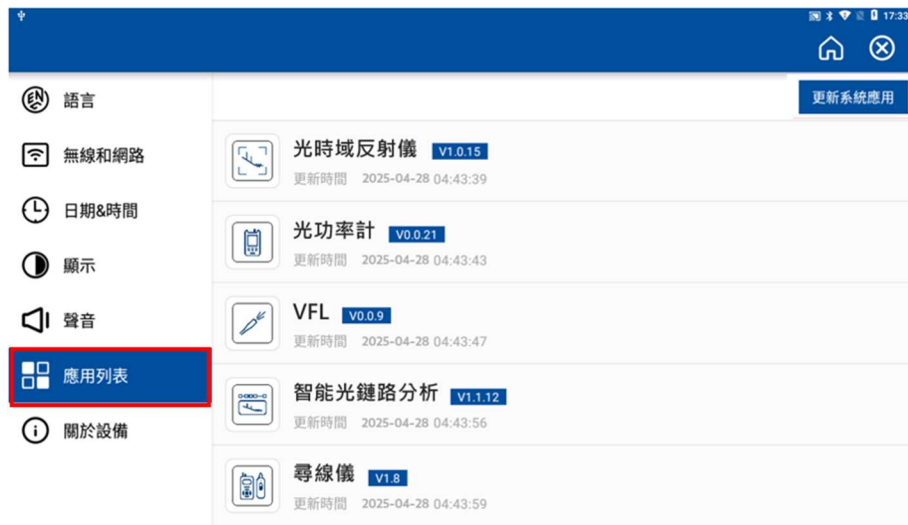 17:33
更新系統應用
EN
語言
無線和網路
日期&時間
顯示
聲音
應用列表
關於設備
光時域反射儀 V1.0.15
更新時間 2025-04-28 04:43:39
光功率計 V0.0.21
更新時間 2025-04-28 04:43:43
VFL V0.0.9
更新時間 2025-04-28 04:43:47
智能光鏈路分析 V1.1.12
更新時間 2025-04-28 04:43:56
尋線儀 V1.8
更新時間 2025-04-28 04:43:59